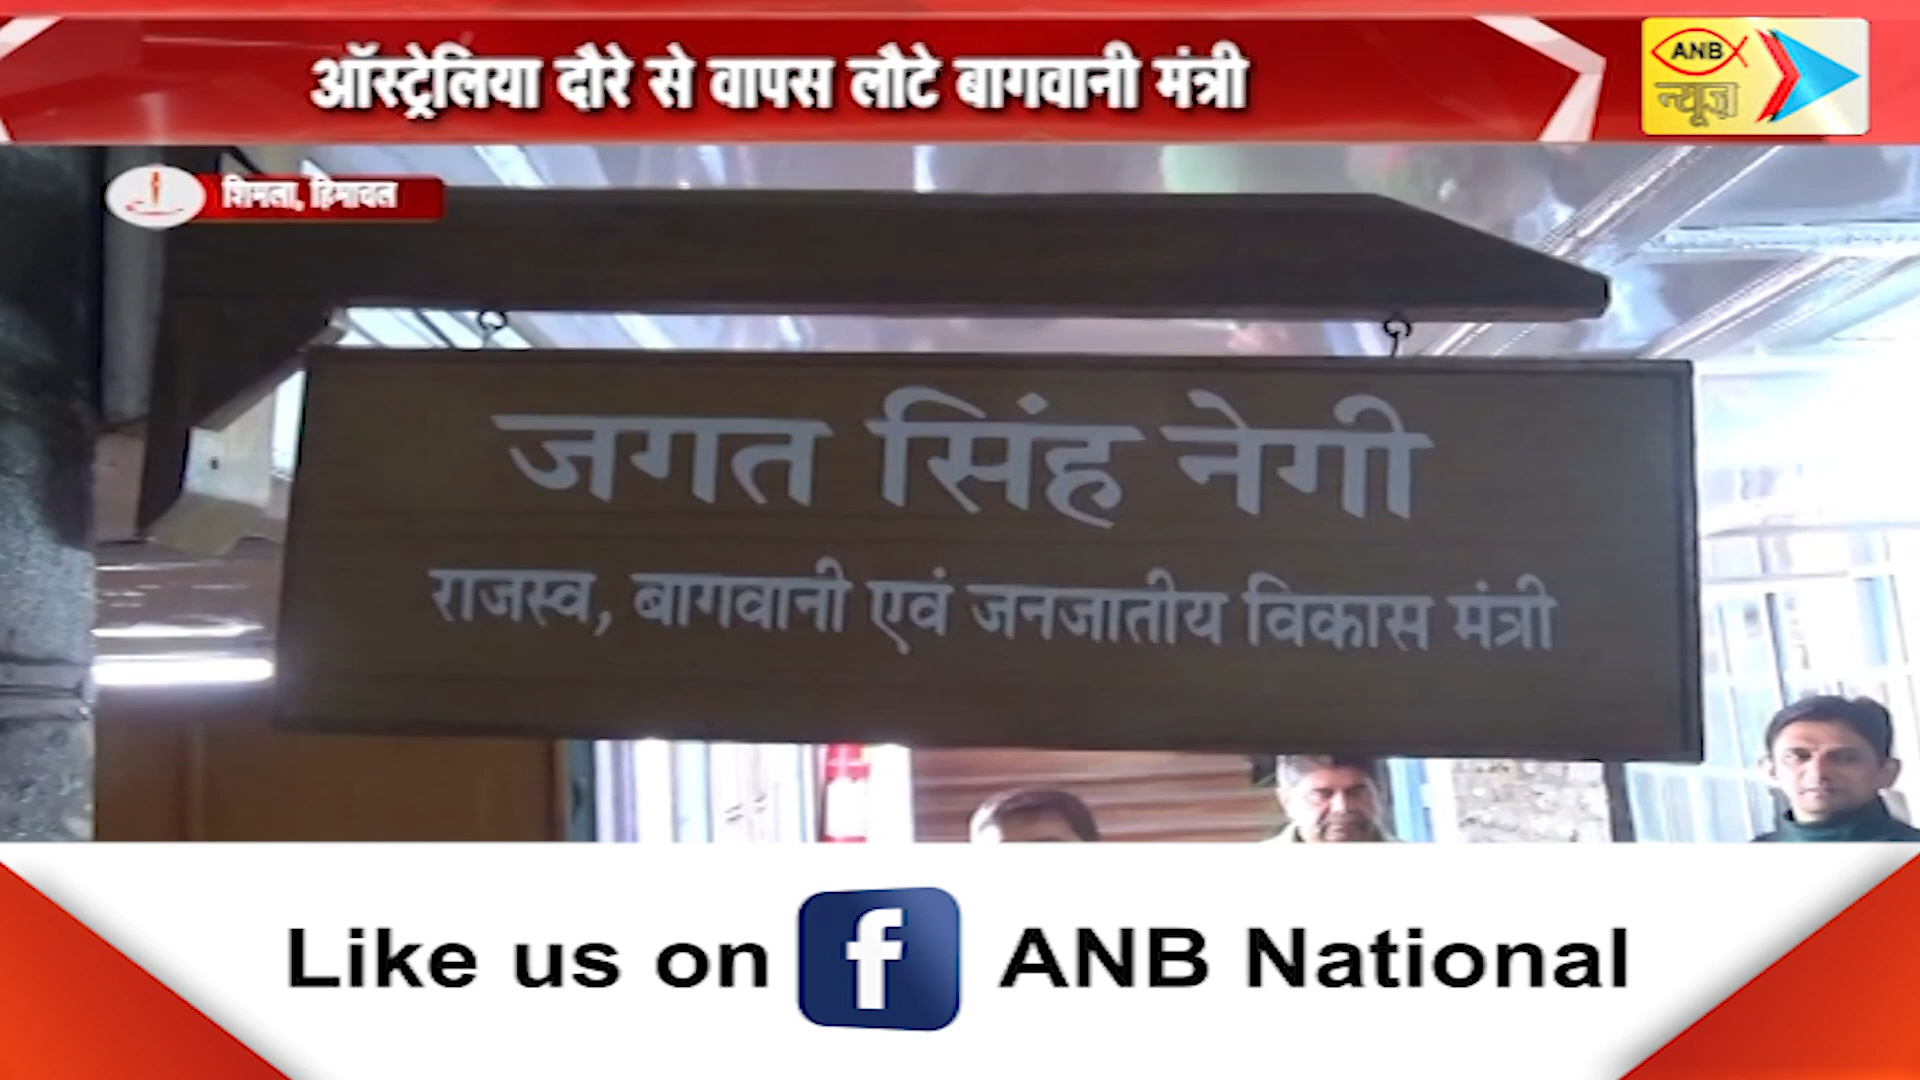 ऑस्ट्रेलिया दौरे से वापस लौटे बागवानी मंत्री
ANB
न्यूज़
शिमला, हिमाचल
जगत सिंह नेगी
राजस्व, बागवानी एवं जनजातीय विकास मंत्री
Like us on f ANB National